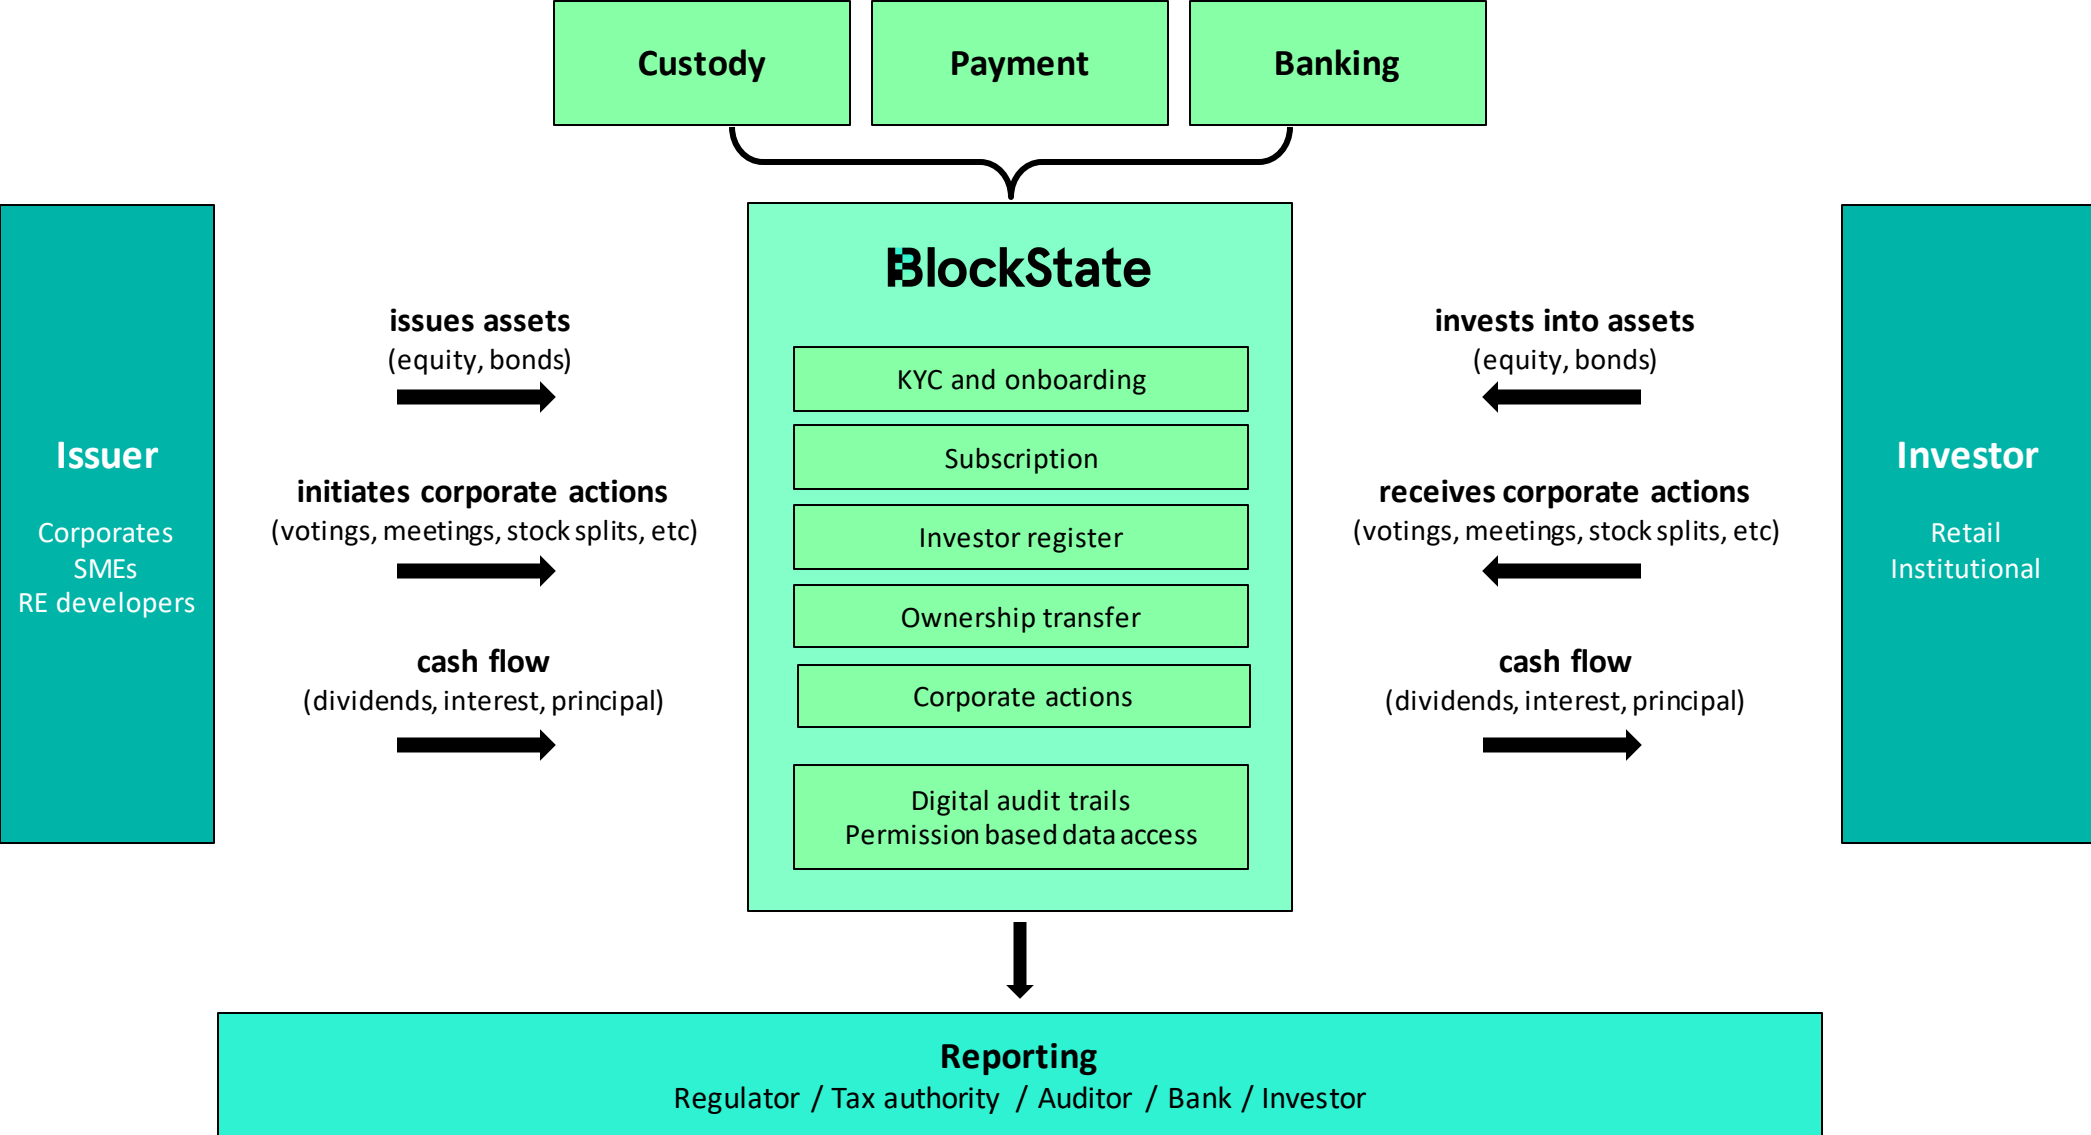 Custody
Payment
Banking
BlockState
KYC and onboarding
Subscription
Investor register
Ownership transfer
Corporate actions
Digital audit trails
Permission based data access
Issuer
Corporates
SMEs
RE developers
issues assets
(equity, bonds)
initiates corporate actions
(votings, meetings, stock splits, etc)
cash flow
(dividends, interest, principal)
invests into assets
(equity, bonds)
receives corporate actions
(votings, meetings, stock splits, etc)
cash flow
(dividends, interest, principal)
Investor
Retail
Institutional
Reporting
Regulator / Tax authority / Auditor / Bank / Investor